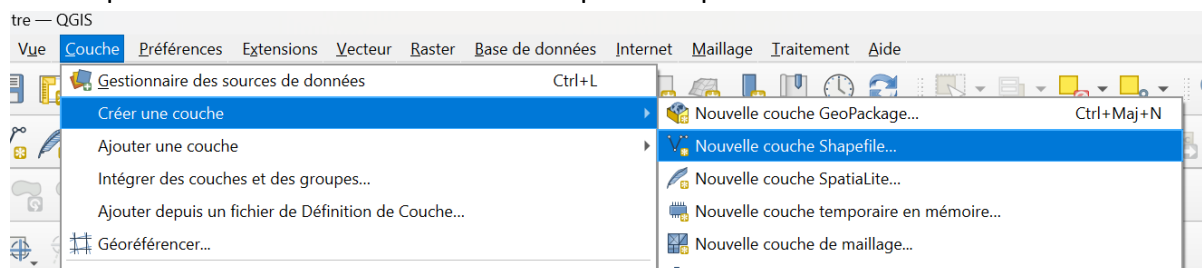 tre — QGIS
Vue Couche Préférences Extensions Vecteur Raster Base de données Internet Maillage Traitement Aide
Gestionnaire des sources de données Ctrl+L
Créer une couche
Nouvelle couche GeoPackage... Ctrl+Maj+N
Ajouter une couche
Nouvelle couche Shapefile...
Intégrer des couches et des groupes...
Nouvelle couche SpatiaLite...
Ajouter depuis un fichier de Définition de Couche...
Nouvelle couche temporaire en mémoire...
Géoréférencer...
Nouvelle couche de maillage...